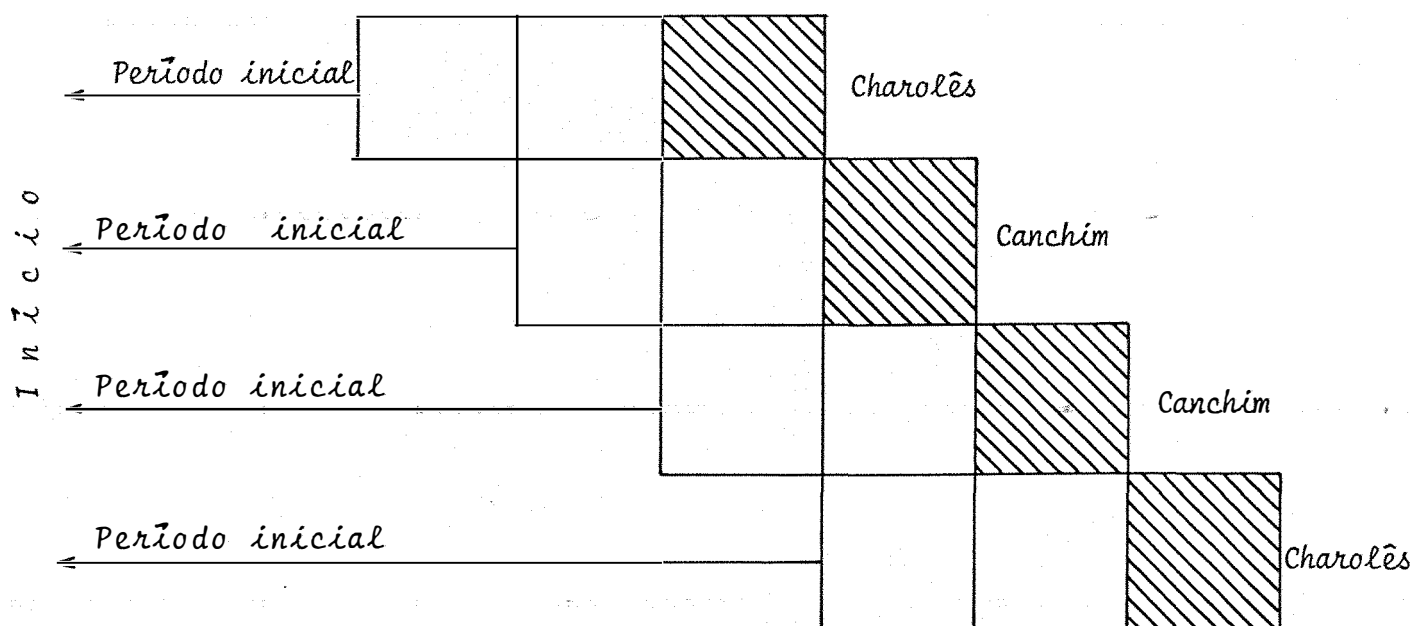 Período inicial
Charolês
Período inicial
Canchim
Início
Período inicial
Canchim
Período inicial
Charolês